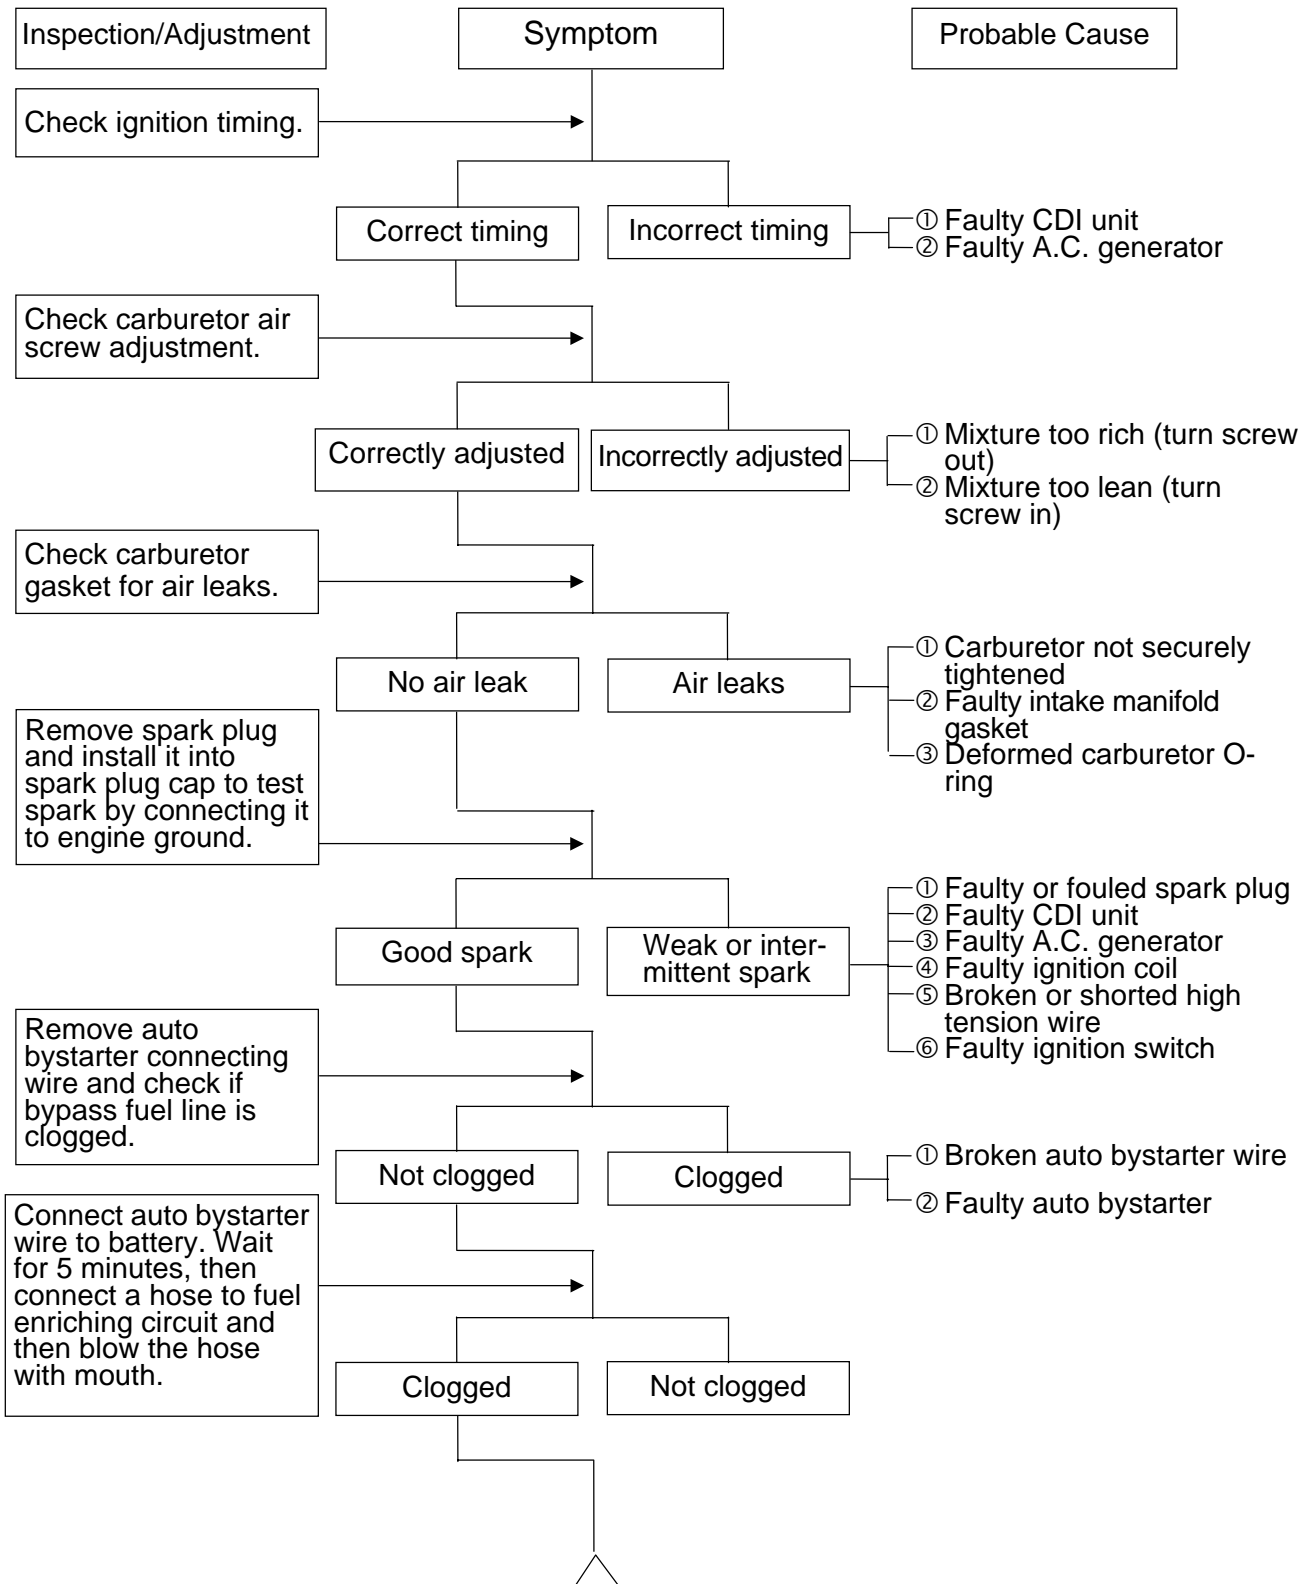 Inspection/Adjustment
Symptom
Probable Cause
Check ignition timing.
Correct timing
Incorrect timing
① Faulty CDI unit
② Faulty A.C. generator
Check carburetor air
screw adjustment.
Correctly adjusted
Incorrectly adjusted
① Mixture too rich (turn screw
out)
② Mixture too lean (turn
screw in)
Check carburetor
gasket for air leaks.
No air leak
Air leaks
① Carburetor not securely
tightened
② Faulty intake manifold
gasket
③ Deformed carburetor O-
ring
Remove spark plug
and install it into
spark plug cap to test
spark by connecting it
to engine ground.
Good spark
Weak or inter-
mittent spark
① Faulty or fouled spark plug
② Faulty CDI unit
③ Faulty A.C. generator
④ Faulty ignition coil
⑤ Broken or shorted high
tension wire
⑥ Faulty ignition switch
Remove auto
bystarter connecting
wire and check if
bypass fuel line is
clogged.
Not clogged
Clogged
① Broken auto bystarter wire
② Faulty auto bystarter
Connect auto bystarter
wire to battery. Wait
for 5 minutes, then
connect a hose to fuel
enriching circuit and
then blow the hose
with mouth.
Clogged
Not clogged